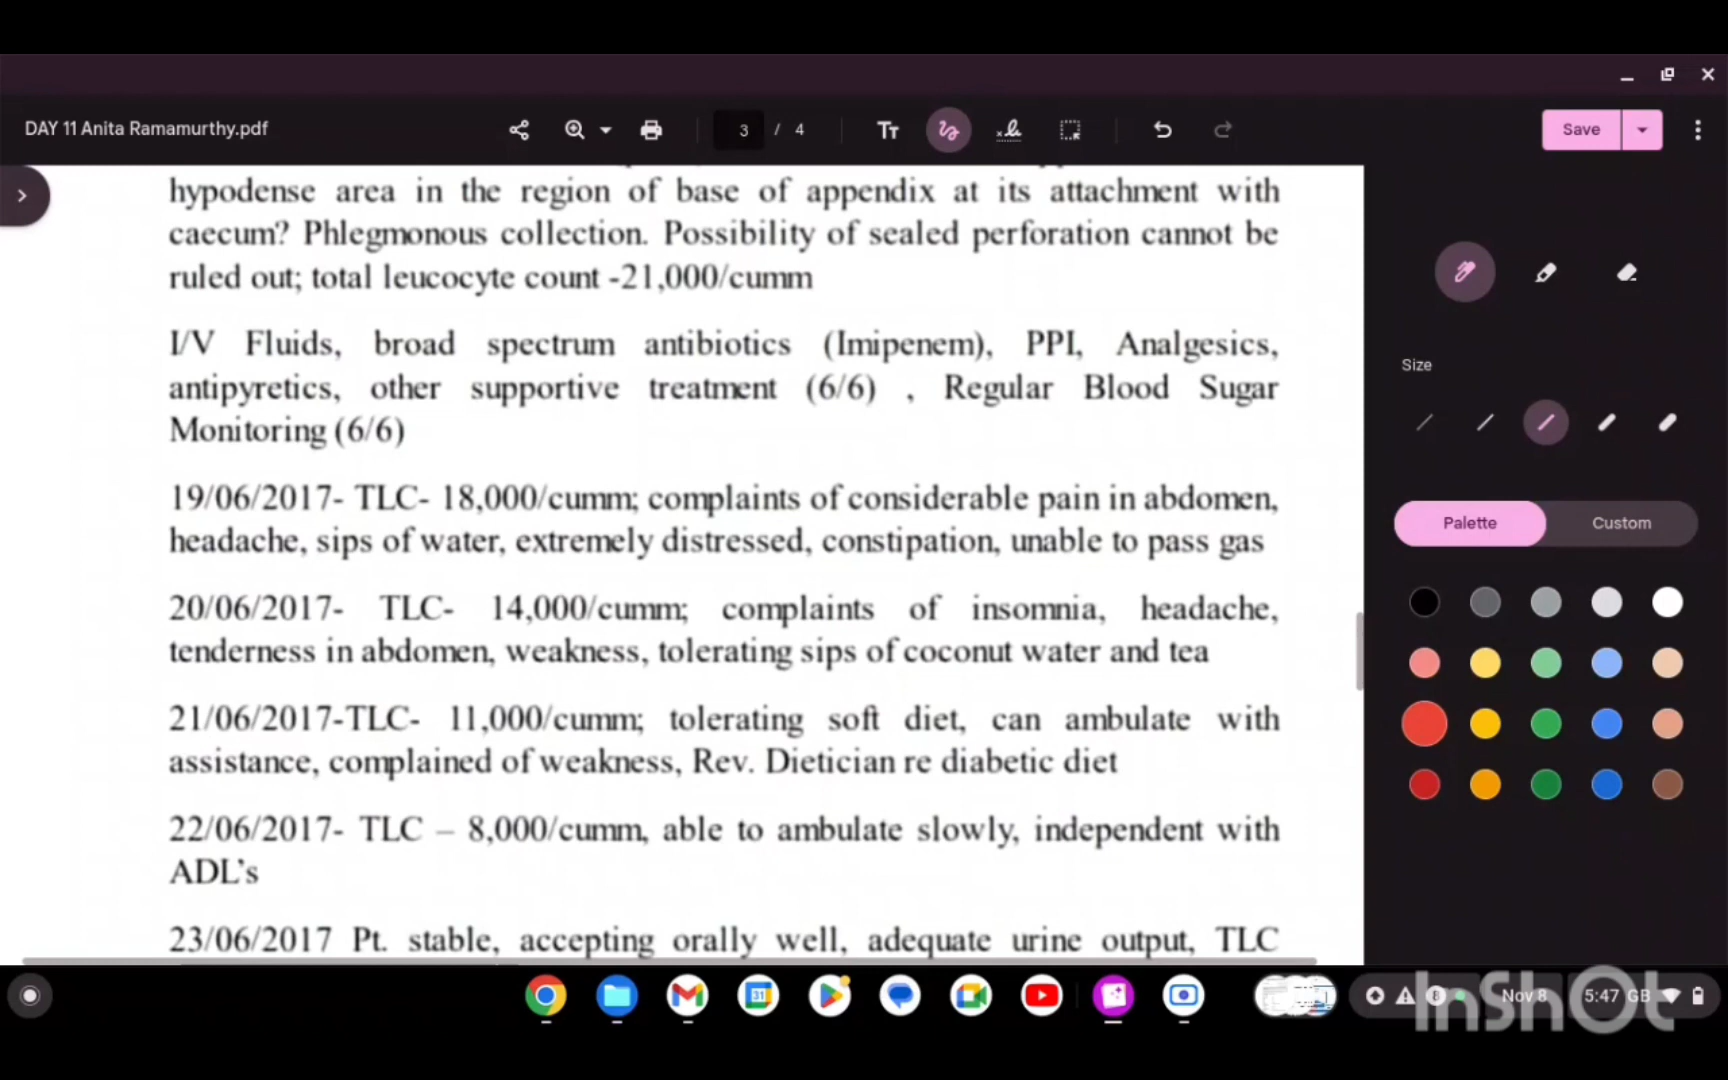 DAY 11 Anita Ramamurthy.pdf
3 / 4
Save
hypodense area in the region of base of appendix at its attachment with
caecum? Phlegmonous collection. Possibility of sealed perforation cannot be
ruled out; total leucocyte count -21,000/cumm
I/V Fluids, broad spectrum antibiotics (Imipenem), PPI, Analgesics,
antipyretics, other supportive treatment (6/6) , Regular Blood Sugar
Monitoring (6/6)
19/06/2017- TLC- 18,000/cumm; complaints of considerable pain in abdomen,
headache, sips of water, extremely distressed, constipation, unable to pass gas
20/06/2017- TLC- 14,000/cumm; complaints of insomnia, headache,
tenderness in abdomen, weakness, tolerating sips of coconut water and tea
21/06/2017-TLC- 11,000/cumm; tolerating soft diet, can ambulate with
assistance, complained of weakness, Rev. Dietician re diabetic diet
22/06/2017- TLC – 8,000/cumm, able to ambulate slowly, independent with
ADL's
23/06/2017 Pt. stable, accepting orally well, adequate urine output, TLC
Size
Palette
Custom
31
8
Nov 8
5:47 GB
InShOt